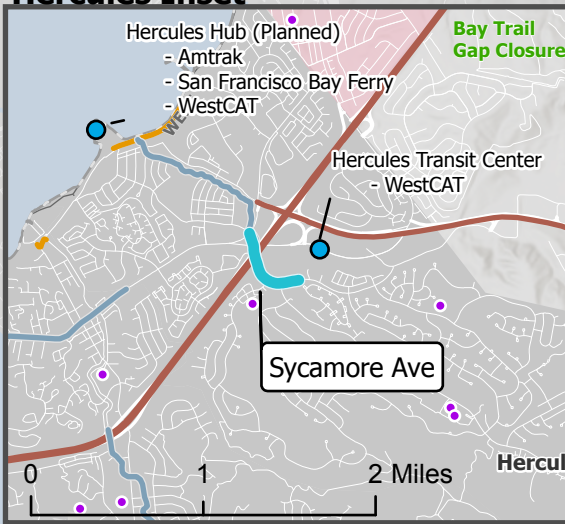 Hercules Inset
Hercules Hub (Planned)
- Amtrak
- San Francisco Bay Ferry
- WestCAT
Bay Trail
Gap Closure
WE
Hercules Transit Center
- WestCAT
Sycamore Ave
Hercul
0 1 2 Miles